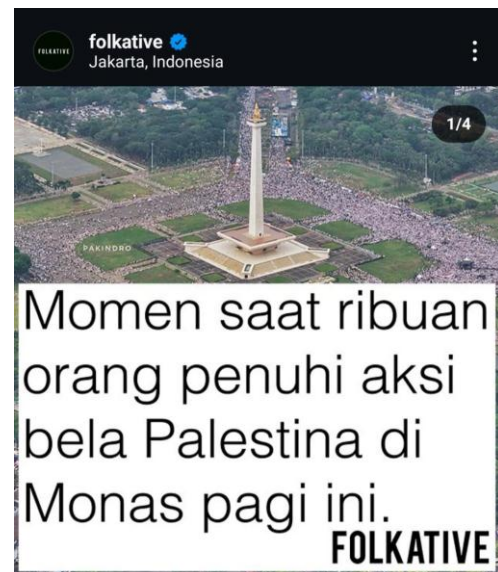 FOLKATIVE
folkative
Jakarta, Indonesia
1/4
PAKINDRO
Momen saat ribuan
orang penuhi aksi
bela Palestina di
Monas pagi ini.
FOLKATIVE